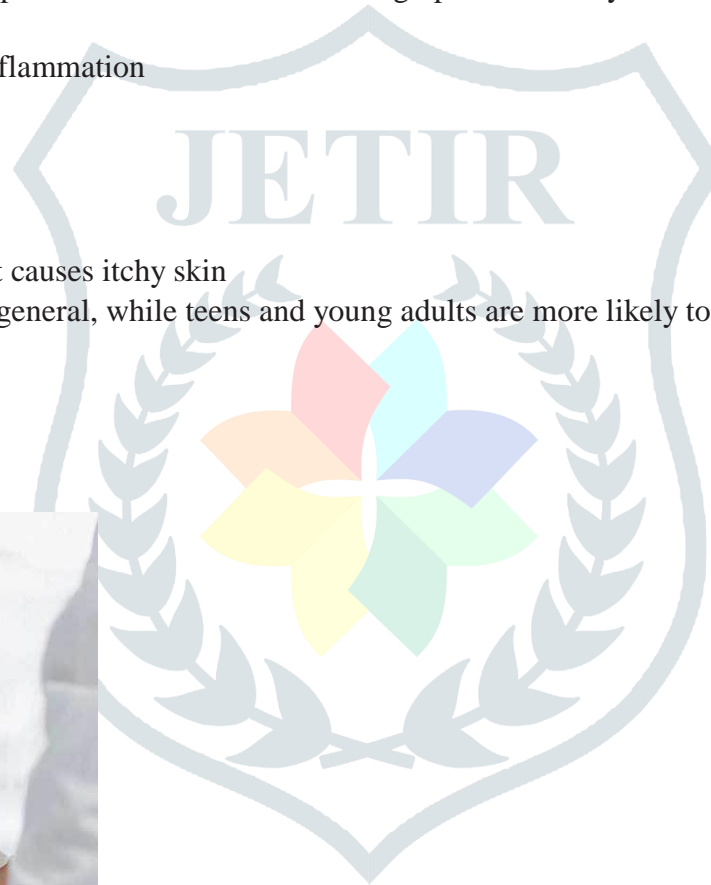 flammation
JETIR
causes itchy skin
general, while teens and young adults are more likely to